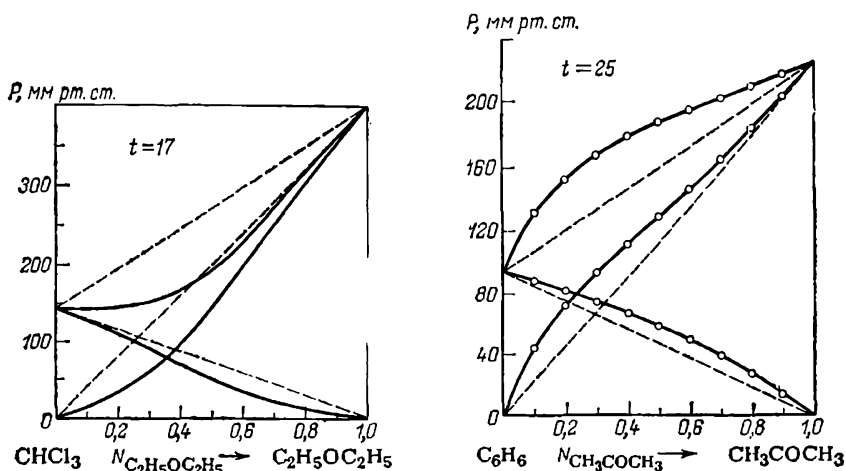 P, мм рт. ст.
t=17
300
200
100
0
0,2 0,4 0,6 0,8 1,0
CHCl₃ N_C₂H₅OC₂H₅ → C₂H₅OC₂H₅
P, мм рт. ст.
t=25
200
160
120
80
40
0
0,2 0,4 0,6 0,8 1,0
C₆H₆ N_CH₃COCH₃ → CH₃COCH₃